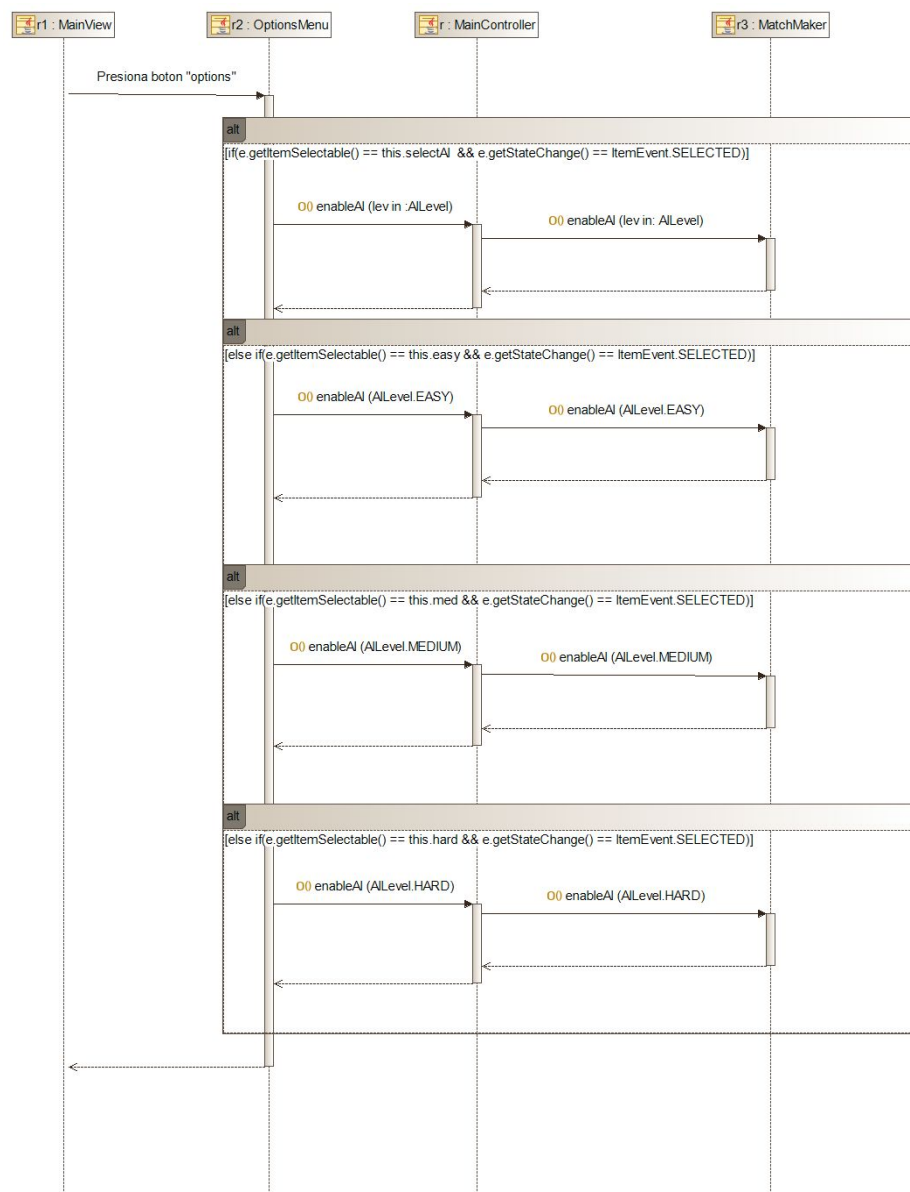 r1 : MainView
r2 : OptionsMenu
r : MainController
r3 : MatchMaker
Presiona boton "options"
alt
[if(e.getItemSelectable() == this.selectAI && e.getStateChange() == ItemEvent.SELECTED)]
O() enableAI (lev in :AILevel)
O() enableAI (lev in: AILevel)
alt
[else if(e.getItemSelectable() == this.easy && e.getStateChange() == ItemEvent.SELECTED)]
O() enableAI (AILevel.EASY)
O() enableAI (AILevel.EASY)
alt
[else if(e.getItemSelectable() == this.med && e.getStateChange() == ItemEvent.SELECTED)]
O() enableAI (AILevel.MEDIUM)
O() enableAI (AILevel.MEDIUM)
alt
[else if(e.getItemSelectable() == this.hard && e.getStateChange() == ItemEvent.SELECTED)]
O() enableAI (AILevel.HARD)
O() enableAI (AILevel.HARD)